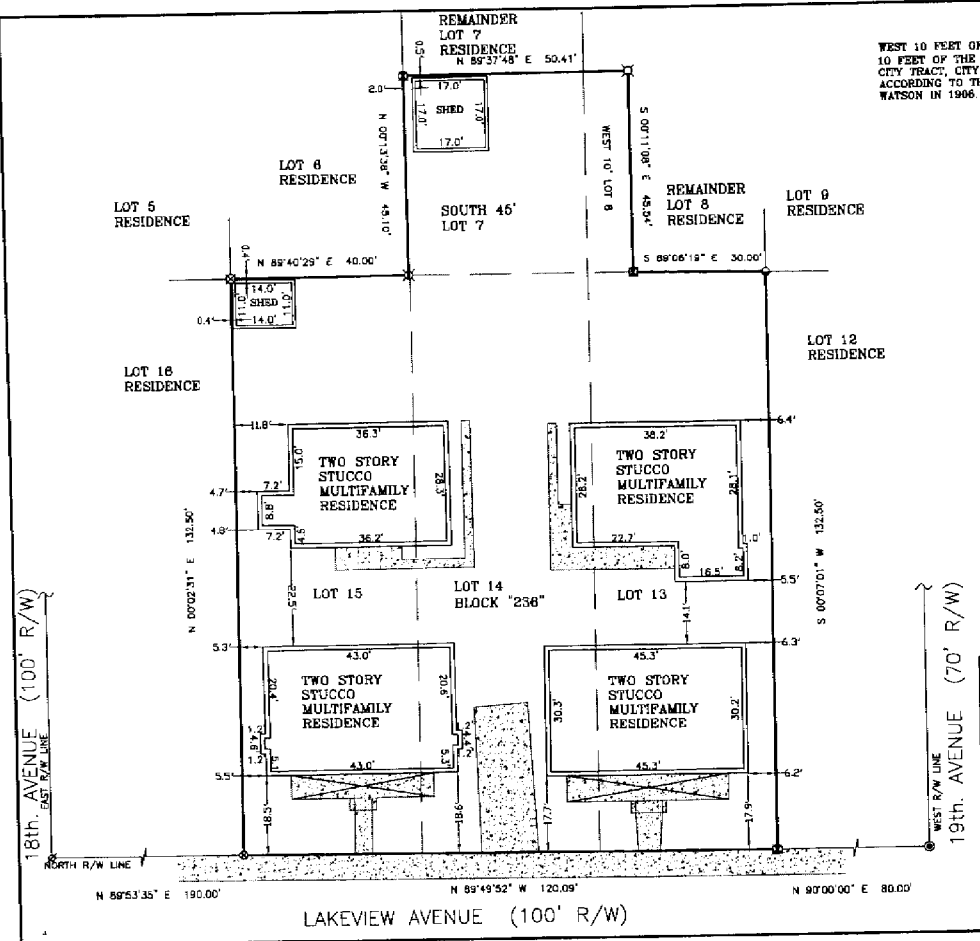 REMAINDER
LOT 7
RESIDENCE
N 89°37'48" E 50.41'
WEST 10 FEET OF
10 FEET OF THE
CITY TRACT, CITY
ACCORDING TO TH
WATSON IN 1906.
0.5'
2.0'
17.0'
17.0'
SHED
17.0'
17.0'
N 00°13'38" W 45.10'
WEST 10' LOT 8
S 00°11'08" E 45.04'
LOT 6
RESIDENCE
LOT 5
RESIDENCE
SOUTH 45'
LOT 7
REMAINDER
LOT 8
RESIDENCE
LOT 9
RESIDENCE
0.4'
N 89°40'29" E 40.00'
S 89°06'19" E 30.00'
14.0'
11.0'
SHED
11.0'
14.0'
0.4'
LOT 16
RESIDENCE
LOT 12
RESIDENCE
11.8'
36.3'
15.0'
TWO STORY
STUCCO
MULTIFAMILY
RESIDENCE
28.3'
7.2'
4.7'
8.8'
4.8'
7.2'
4.5'
36.2'
38.2'
6.4'
TWO STORY
STUCCO
MULTIFAMILY
RESIDENCE
28.2'
28.1'
22.7'
8.0'
8.2'
16.5'
5.5'
N 00°02'31" E 132.50'
S 00°07'01" W 132.50'
22.5'
LOT 15
LOT 14
BLOCK "236"
LOT 13
14.1'
5.3'
43.0'
20.4'
TWO STORY
STUCCO
MULTIFAMILY
RESIDENCE
20.6'
4.6'
1.2'
5.1'
4.4'
5.3'
43.0'
5.5'
45.3'
6.3'
TWO STORY
STUCCO
MULTIFAMILY
RESIDENCE
30.3'
30.2'
45.3'
6.2'
18.5'
18.6'
17.7'
17.9'
18th. AVENUE (100' R/W)
EAST R/W LINE
19th. AVENUE (70' R/W)
WEST R/W LINE
NORTH R/W LINE
N 89°53'35" E 190.00'
N 89°49'52" W 120.09'
N 90°00'00" E 80.00'
LAKEVIEW AVENUE (100' R/W)